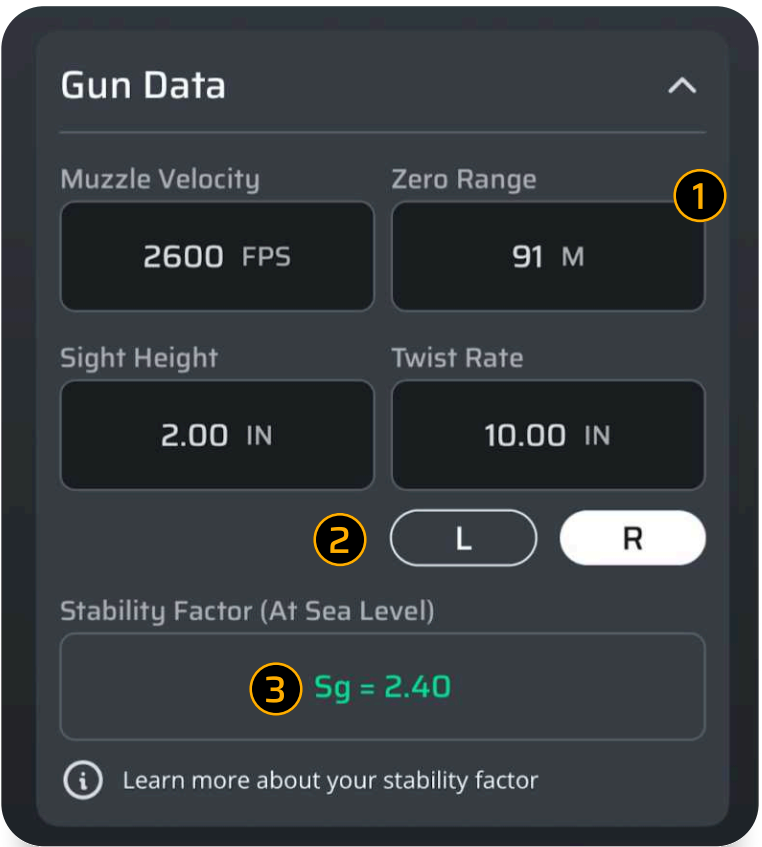 Gun Data
Muzzle Velocity Zero Range
1
2600 FPS 91 M
Sight Height Twist Rate
2.00 IN 10.00 IN
2 L R
Stability Factor (At Sea Level)
3 Sg = 2.40
i Learn more about your stability factor